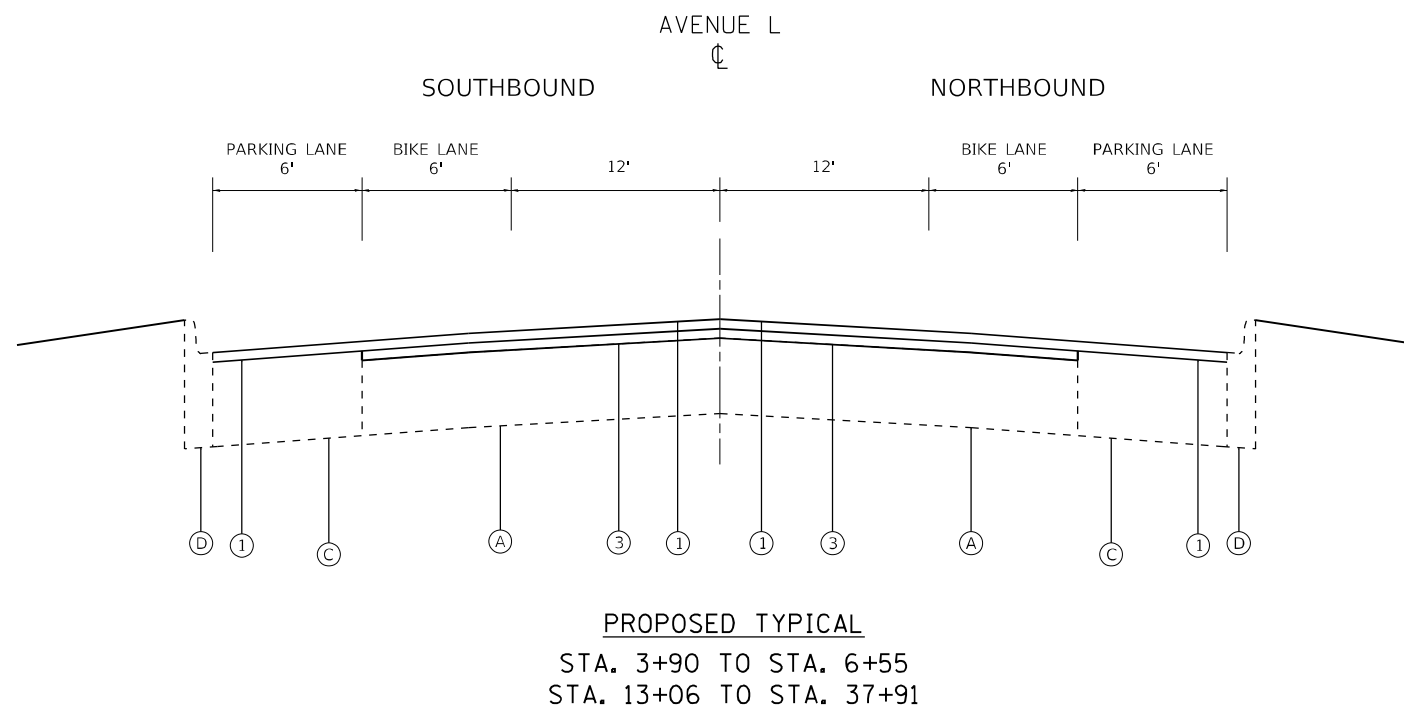 AVENUE L
℄
SOUTHBOUND NORTHBOUND
PARKING LANE BIKE LANE BIKE LANE PARKING LANE
6' 6' 12' 12' 6' 6'
D 1 C A 3 1 1 3 A C 1 D
PROPOSED TYPICAL
STA. 3+90 TO STA. 6+55
STA. 13+06 TO STA. 37+91